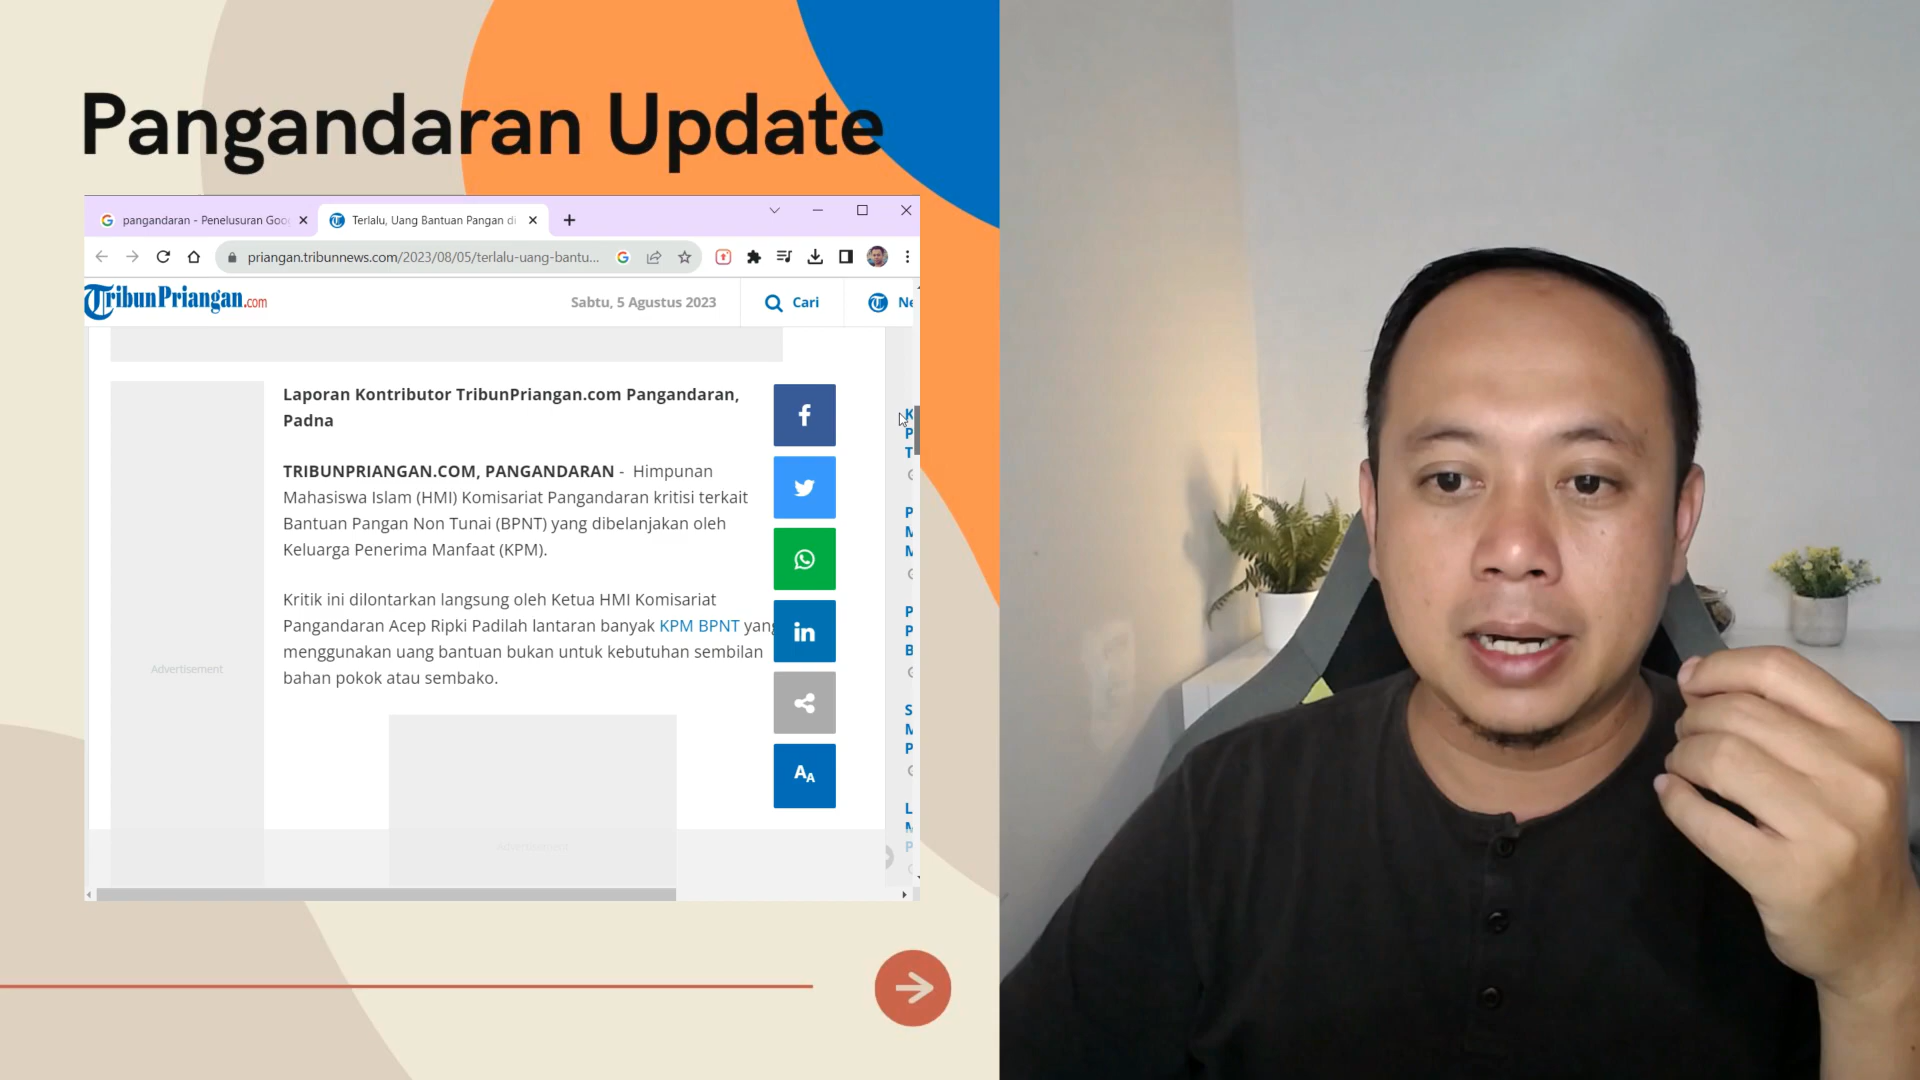 Pangandaran Update
pangandaran - Penelusuran Goo
Terlalu, Uang Bantuan Pangan di
priangan.tribunnews.com/2023/08/05/terlalu-uang-bantu...
TribunPriangan.com
Sabtu, 5 Agustus 2023
Cari
Laporan Kontributor TribunPriangan.com Pangandaran,
Padna
TRIBUNPRIANGAN.COM, PANGANDARAN - Himpunan
Mahasiswa Islam (HMI) Komisariat Pangandaran kritisi terkait
Bantuan Pangan Non Tunai (BPNT) yang dibelanjakan oleh
Keluarga Penerima Manfaat (KPM).
Kritik ini dilontarkan langsung oleh Ketua HMI Komisariat
Pangandaran Acep Ripki Padilah lantaran banyak KPM BPNT yang
menggunakan uang bantuan bukan untuk kebutuhan sembilan
bahan pokok atau sembako.
Advertisement
Advertisement